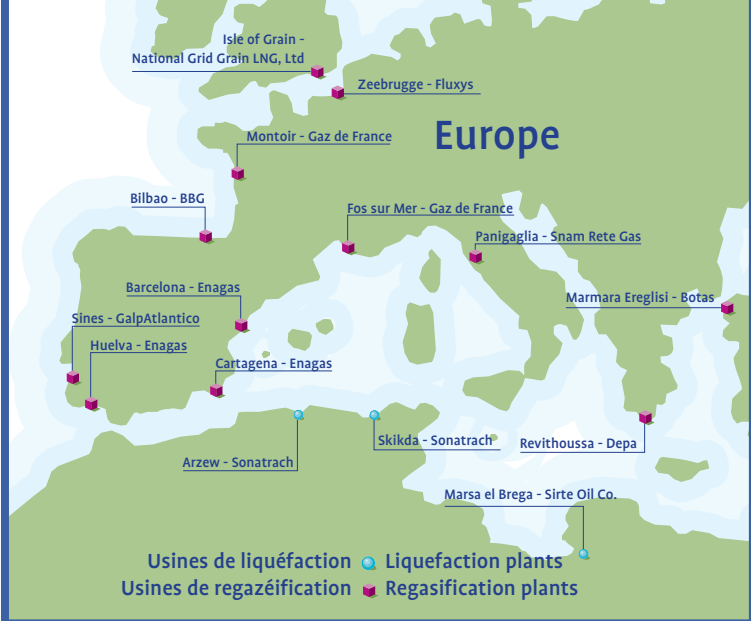 Isle of Grain -
National Grid Grain LNG, Ltd
Zeebrugge - Fluxys
Europe
Montoir - Gaz de France
Bilbao - BBG
Fos sur Mer - Gaz de France
Panigaglia - Snam Rete Gas
Barcelona - Enagas
Marmara Ereglisi - Botas
Sines - GalpAtlantico
Huelva - Enagas
Cartagena - Enagas
Skikda - Sonatrach
Revithoussa - Depa
Arzew - Sonatrach
Marsa el Brega - Sirte Oil Co.
Usines de liquéfaction Liquefaction plants
Usines de regazéification Regasification plants